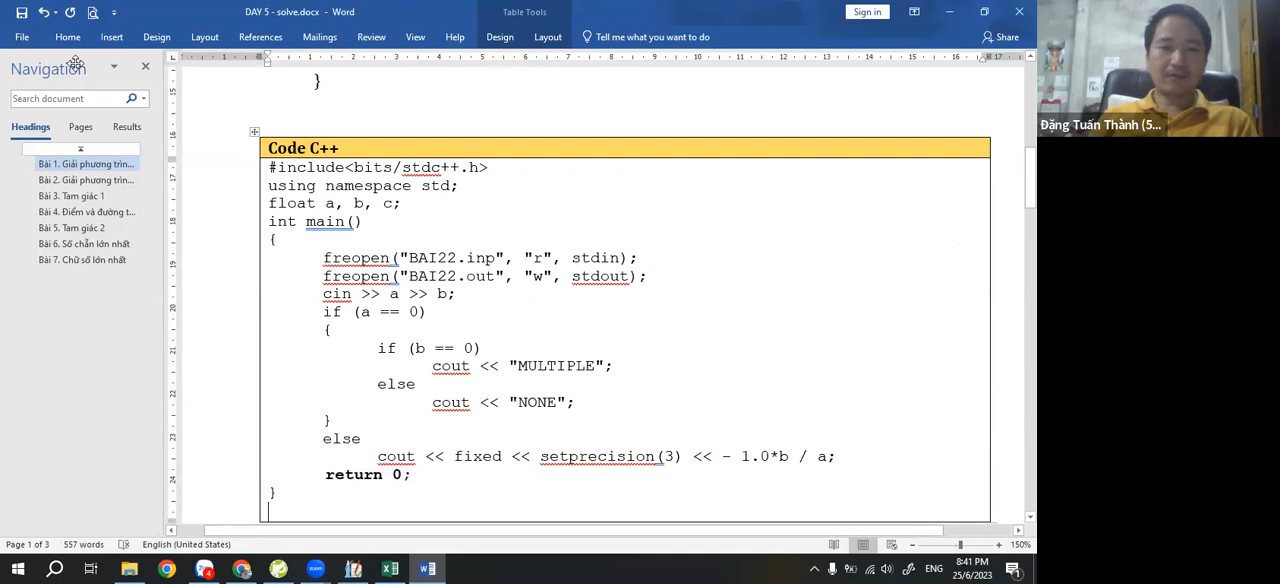 DAY 5 - solve.docx - Word
Table Tools
Sign in
File Home Insert Design Layout References Mailings Review View Help Design Layout Tell me what you want to do Share
Navigation
Search document
Headings Pages Results
Bài 1. Giải phương trìn...
Bài 2. Giải phương trìn...
Bài 3. Tam giác 1
Bài 4. Điểm và đường t...
Bài 5. Tam giác 2
Bài 6. Số chẵn lớn nhất
Bài 7. Chữ số lớn nhất
}
Code C++
#include<bits/stdc++.h>
using namespace std;
float a, b, c;
int main()
{
freopen("BAI22.inp", "r", stdin);
freopen("BAI22.out", "w", stdout);
cin >> a >> b;
if (a == 0)
{
if (b == 0)
cout << "MULTIPLE";
else
cout << "NONE";
}
else
cout << fixed << setprecision(3) << – 1.0*b / a;
return 0;
}
Đặng Tuấn Thành (5...
Page 1 of 3 557 words English (United States) 150%
ENG
8:41 PM
25/6/2023